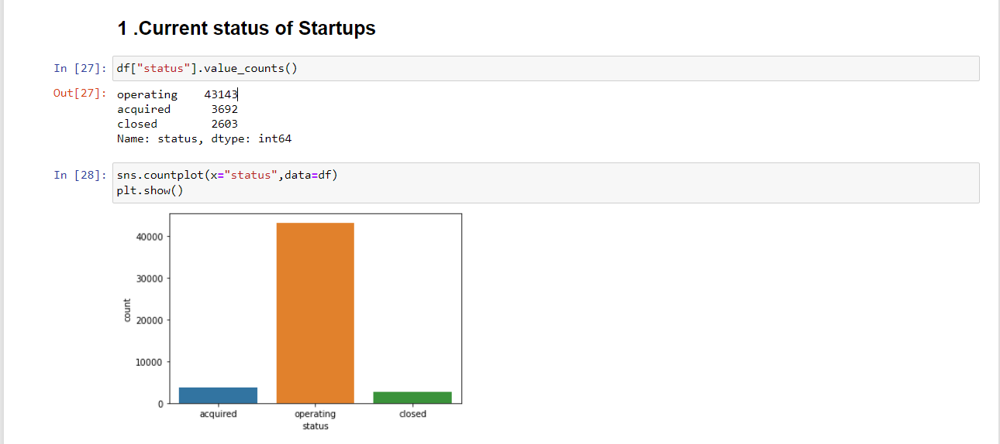 1 .Current status of Startups
In [27]: df["status"].value_counts()
Out[27]: operating 43143
acquired 3692
closed 2603
Name: status, dtype: int64
In [28]: sns.countplot(x="status",data=df)
plt.show()
40000
30000
20000
10000
0
count
acquired operating closed
status